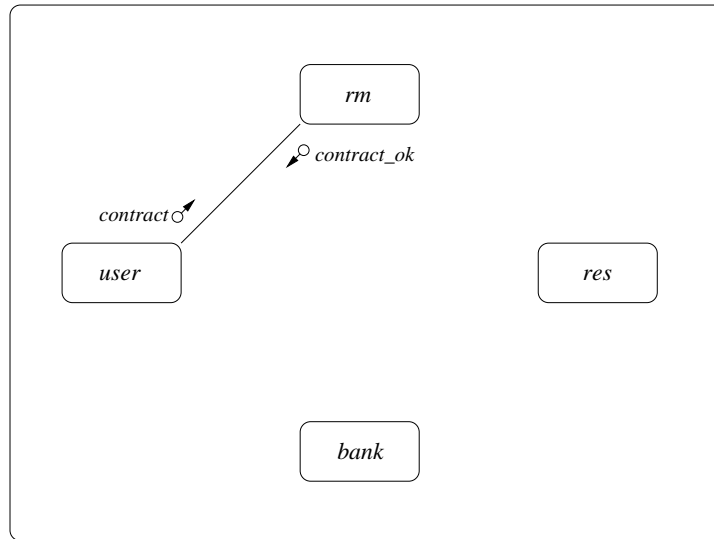 rm
contract_ok
contract
user
res
bank